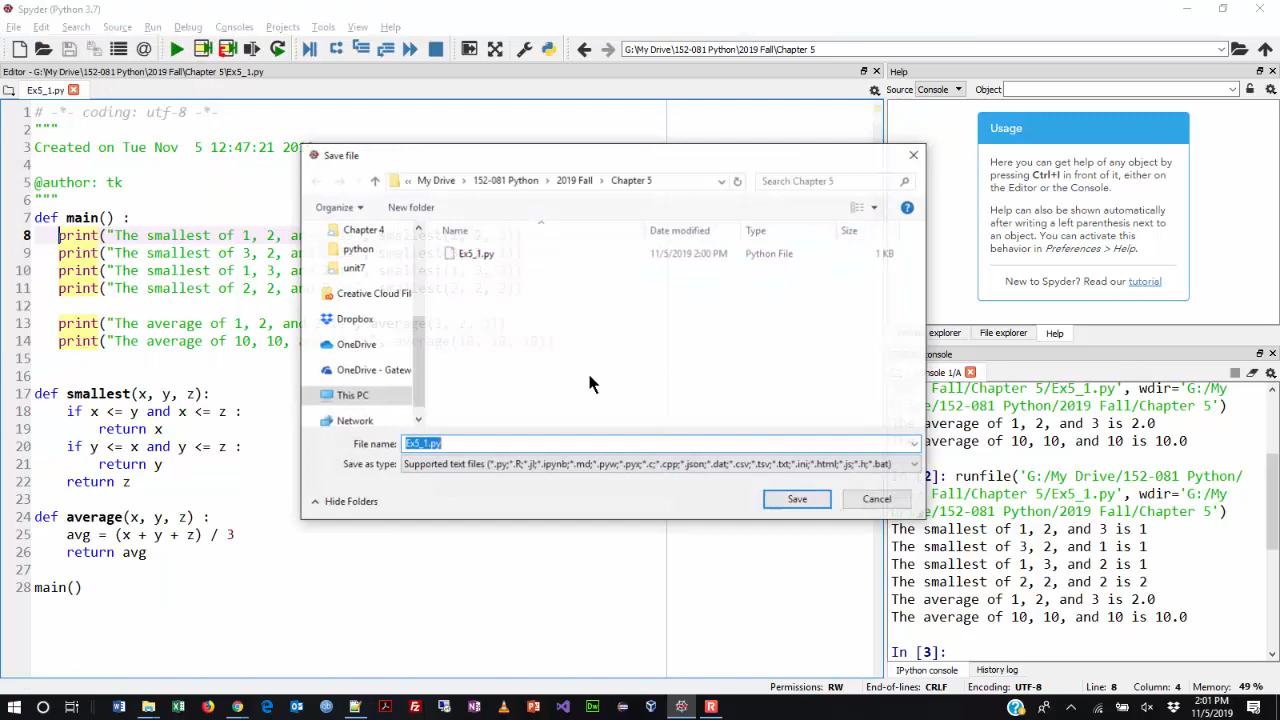 Spyder (Python 3.7)
File Edit Search Source Run Debug Consoles Projects Tools View Help
G:\My Drive\152-081 Python\2019 Fall\Chapter 5
Editor - G:\My Drive\152-081 Python\2019 Fall\Chapter 5\Ex5_1.py
Ex5_1.py
1 # -*- coding: utf-8 -*-
2 """
3 Created on Tue Nov 5 12:47:21
4
5 @author: tk
6 """
7 def main() :
8 print("The smallest of 1, 2,
9 print("The smallest of 3, 2,
10 print("The smallest of 1, 3,
11 print("The smallest of 2, 2,
13 print("The average of 1, 2,
14 print("The average of 10, 10,
15
16
17 def smallest(x, y, z):
18 if x <= y and x <= z :
19 return x
20 if y <= x and y <= z :
21 return y
22 return z
24 def average(x, y, z) :
25 avg = (x + y + z) / 3
26 return avg
27
28 main()
Save file
My Drive > 152-081 Python > 2019 Fall > Chapter 5
Search Chapter 5
Organize New folder
Chapter 4
python
unit7
Creative Cloud Fil
Dropbox
OneDrive
OneDrive - Gatew
This PC
Network
Name Date modified Type Size
Ex5_1.py 11/5/2019 2:00 PM Python File 1 KB
File name: Ex5_1.py
Save as type: Supported text files (*.py;*.R;*.jl;*.ipynb;*.md;*.pyw;*.pyx;*.c;*.cpp;*.json;*.dat;*.csv;*.tsv;*.txt;*.ini;*.html;*.js;*.h;*.bat)
Hide Folders
Save Cancel
Help
Source Console Object
Usage
Here you can get help of any object by
pressing Ctrl+I in front of it, either on
the Editor or the Console.
Help can also be shown automatically
after writing a left parenthesis next to
an object. You can activate this
behavior in Preferences > Help.
New to Spyder? Read our tutorial
explorer File explorer Help
console
console 1/A
Fall/Chapter 5/Ex5_1.py', wdir='G:/My
/152-081 Python/2019 Fall/Chapter 5')
The average of 1, 2, and 3 is 2.0
The average of 10, 10, and 10 is 10.0
In [2]: runfile('G:/My Drive/152-081 Python/
Fall/Chapter 5/Ex5_1.py', wdir='G:/My
Drive/152-081 Python/2019 Fall/Chapter 5')
The smallest of 1, 2, and 3 is 1
The smallest of 3, 2, and 1 is 1
The smallest of 1, 3, and 2 is 1
The smallest of 2, 2, and 2 is 2
The average of 1, 2, and 3 is 2.0
The average of 10, 10, and 10 is 10.0
In [3]:
IPython console History log
Permissions: RW End-of-lines: CRLF Encoding: UTF-8 Line: 8 Column: 4 Memory: 49 %
2:01 PM
11/5/2019